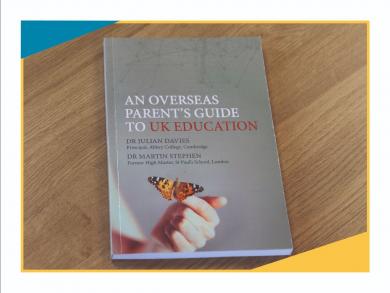 AN OVERSEAS
PARENT'S GUIDE
TO UK EDUCATION
DR JULIAN DAVIES
Principal, Abbey College, Cambridge
DR MARTIN STEPHEN
Former High Master, St Paul's School, London